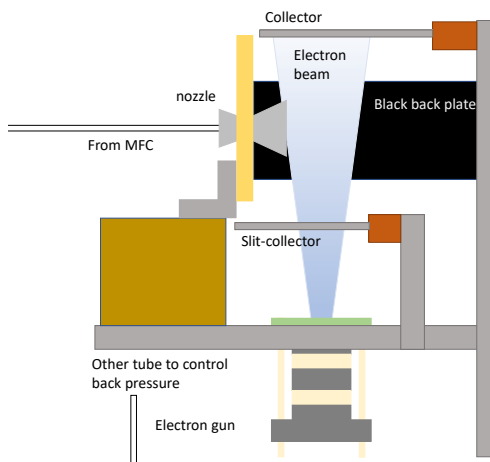 Collector
Electron
beam
nozzle
Black back plate
From MFC
Slit-collector
Other tube to control
back pressure
Electron gun